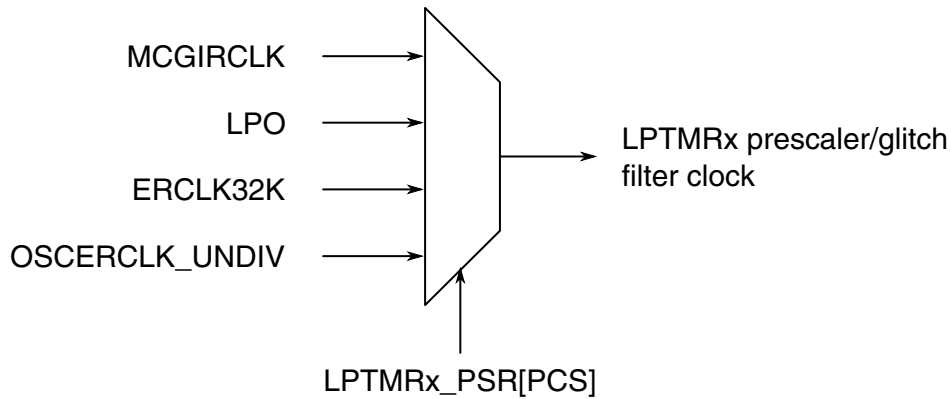 MCGIRCLK
LPO
ERCLK32K
OSCERCLK_UNDIV
LPTMRx prescaler/glitch
filter clock
LPTMRx_PSR[PCS]